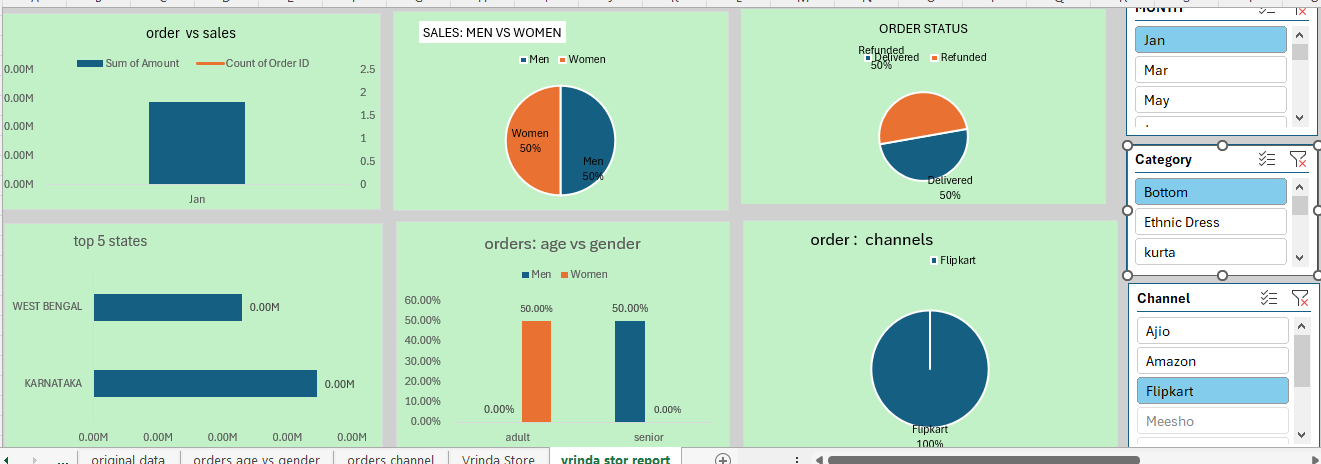 order vs sales
Sum of Amount
Count of Order ID
0.00M
0.00M
0.00M
0.00M
0.00M
2.5
2
1.5
1
0.5
0
Jan
SALES: MEN VS WOMEN
Men
Women
Women
50%
Men
50%
ORDER STATUS
Refunded
50%
Delivered
Refunded
Delivered
50%
MONTH
Jan
Mar
May
Category
Bottom
Ethnic Dress
kurta
Channel
Ajio
Amazon
Flipkart
Meesho
top 5 states
WEST BENGAL
0.00M
KARNATAKA
0.00M
0.00M 0.00M 0.00M 0.00M 0.00M
orders: age vs gender
Men
Women
60.00%
50.00%
40.00%
30.00%
20.00%
10.00%
0.00%
0.00%
50.00%
50.00%
0.00%
adult
senior
order : channels
Flipkart
Flipkart
100%
... original data orders age vs gender orders channel Vrinda Store vrinda stor report